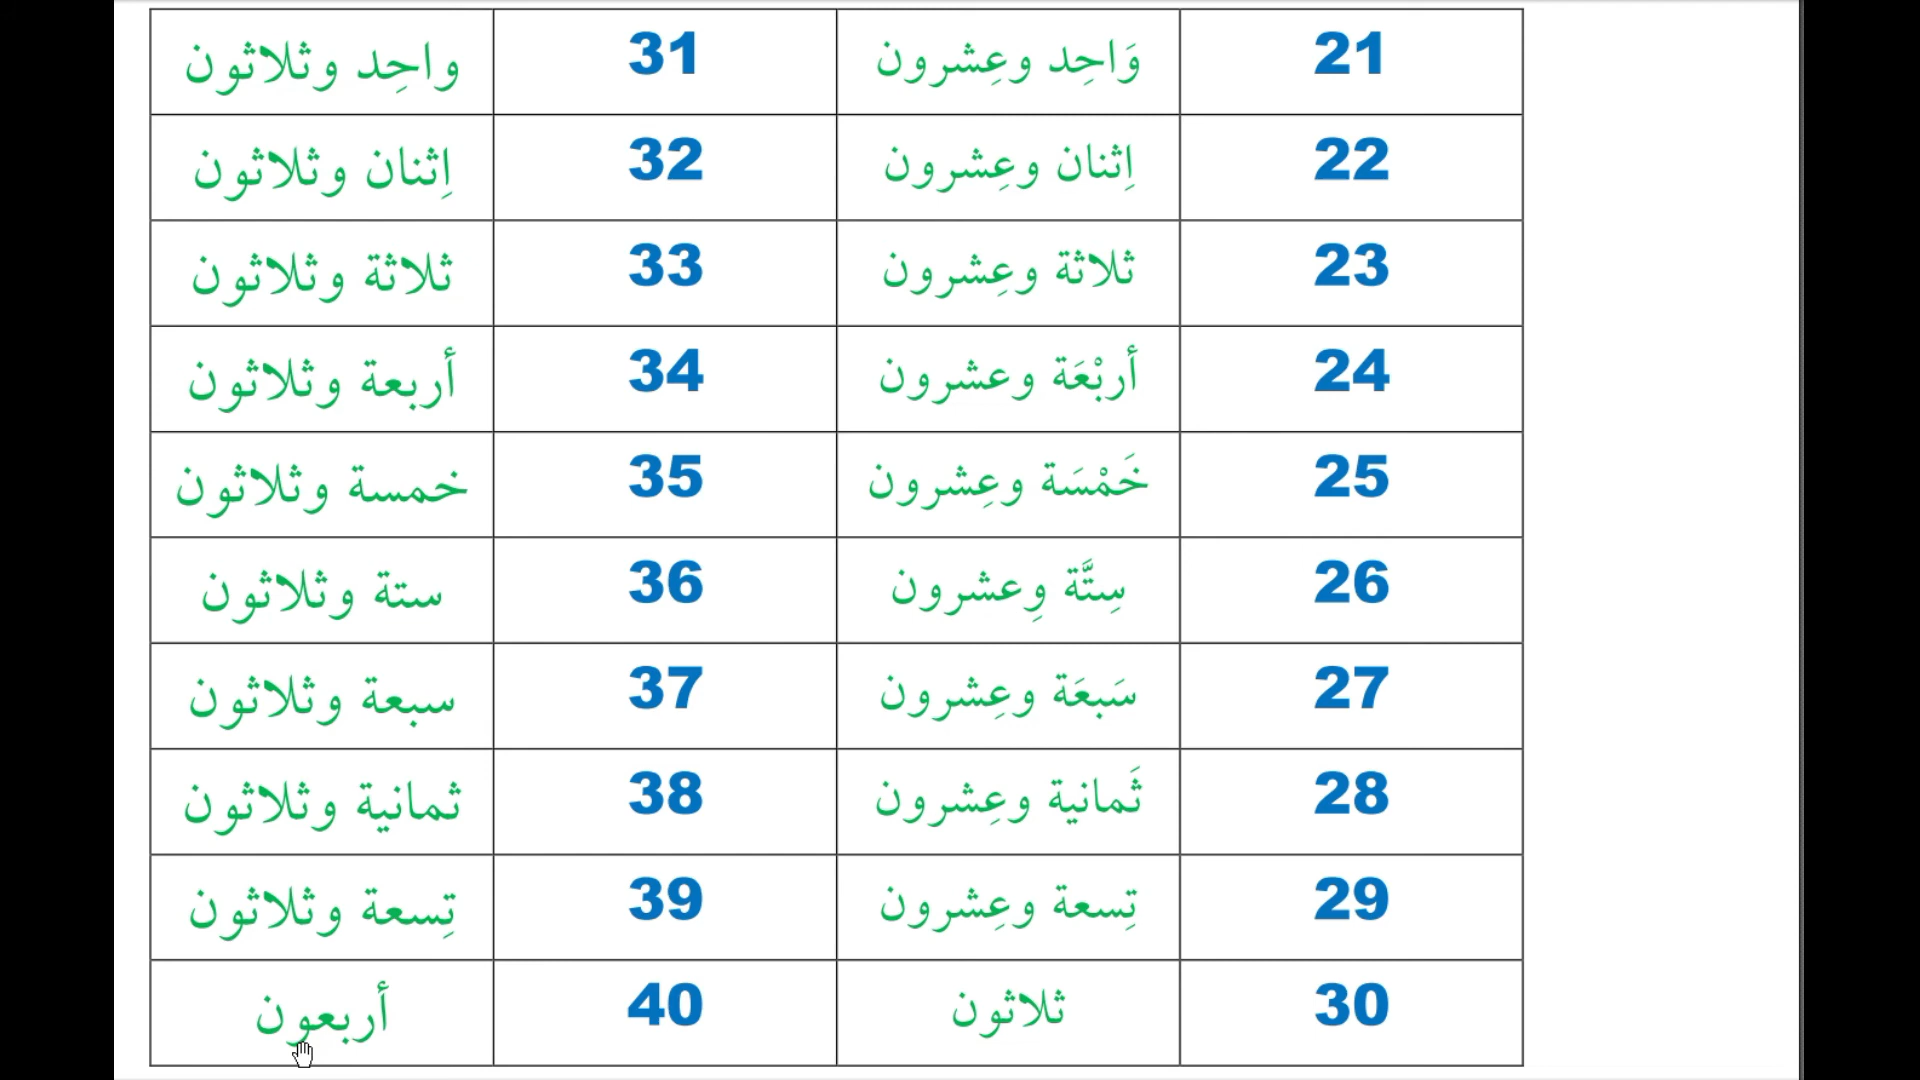 21 وَاحِد وعِشرون 31 واحِد وثلاثون
22 اِثنان وعِشرون 32 اِثنان وثلاثون
23 ثلاثة وعِشرون 33 ثلاثة وثلاثون
24 أربْعَة وعشرون 34 أربعة وثلاثون
25 خَمْسَة وعِشرون 35 خمسة وثلاثون
26 سِتَّة وِعشرون 36 ستة وثلاثون
27 سَبعَة وعِشرون 37 سبعة وثلاثون
28 ثَمانية وعِشرون 38 ثمانية وثلاثون
29 تِسعة وعِشرون 39 تِسعة وثلاثون
30 ثلاثون 40 أربعون